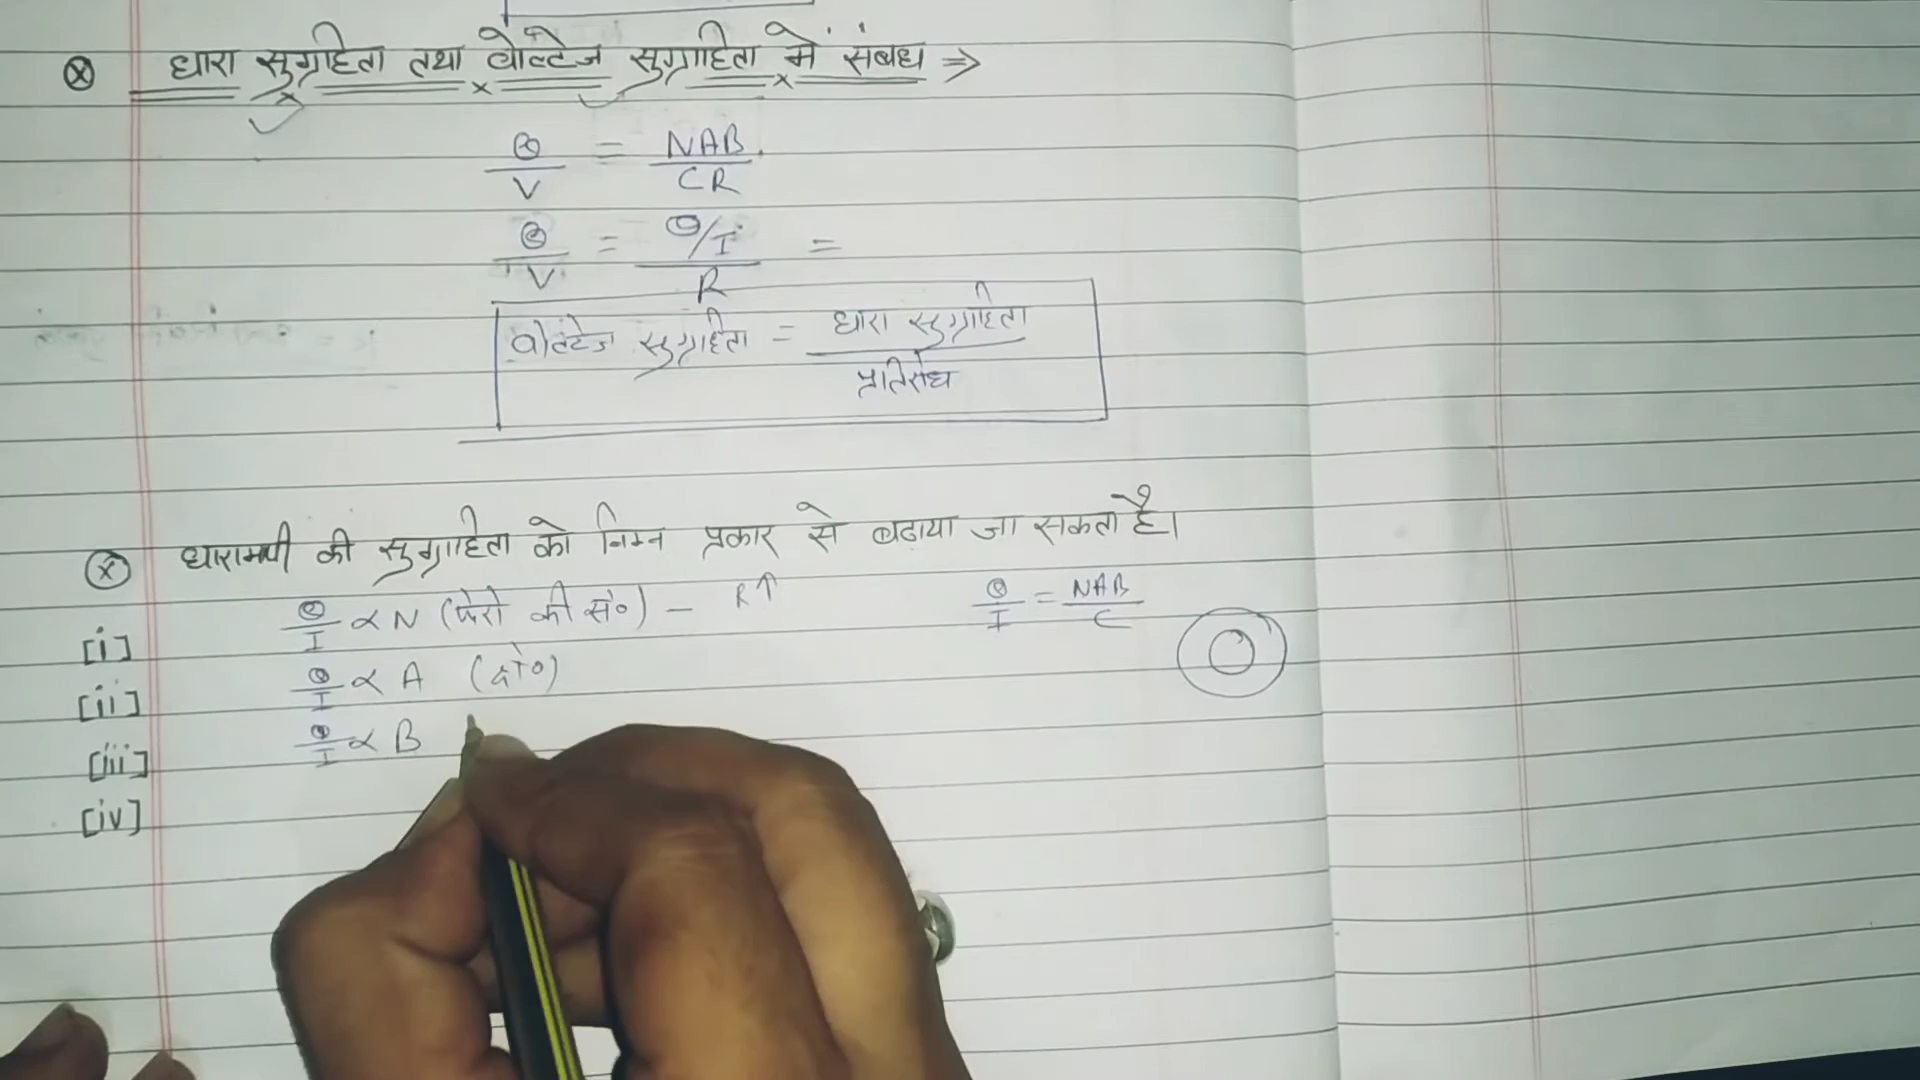 धारा सुग्राहिता तथा वोल्टेज सुग्राहिता में संबंध ⇒
θ/V = NAB/CR
θ/V = (θ/I)/R =
वोल्टेज सुग्राहिता = धारा सुग्राहिता / प्रतिरोध
धारामापी की सुग्राहिता को निम्न प्रकार से बढाया जा सकता है।
[i] θ/I ∝ N (फेरो की सं०) – R↑ θ/I = NAB/C
[ii] θ/I ∝ A (क्षे०)
[iii] θ/I ∝ B
[iv]